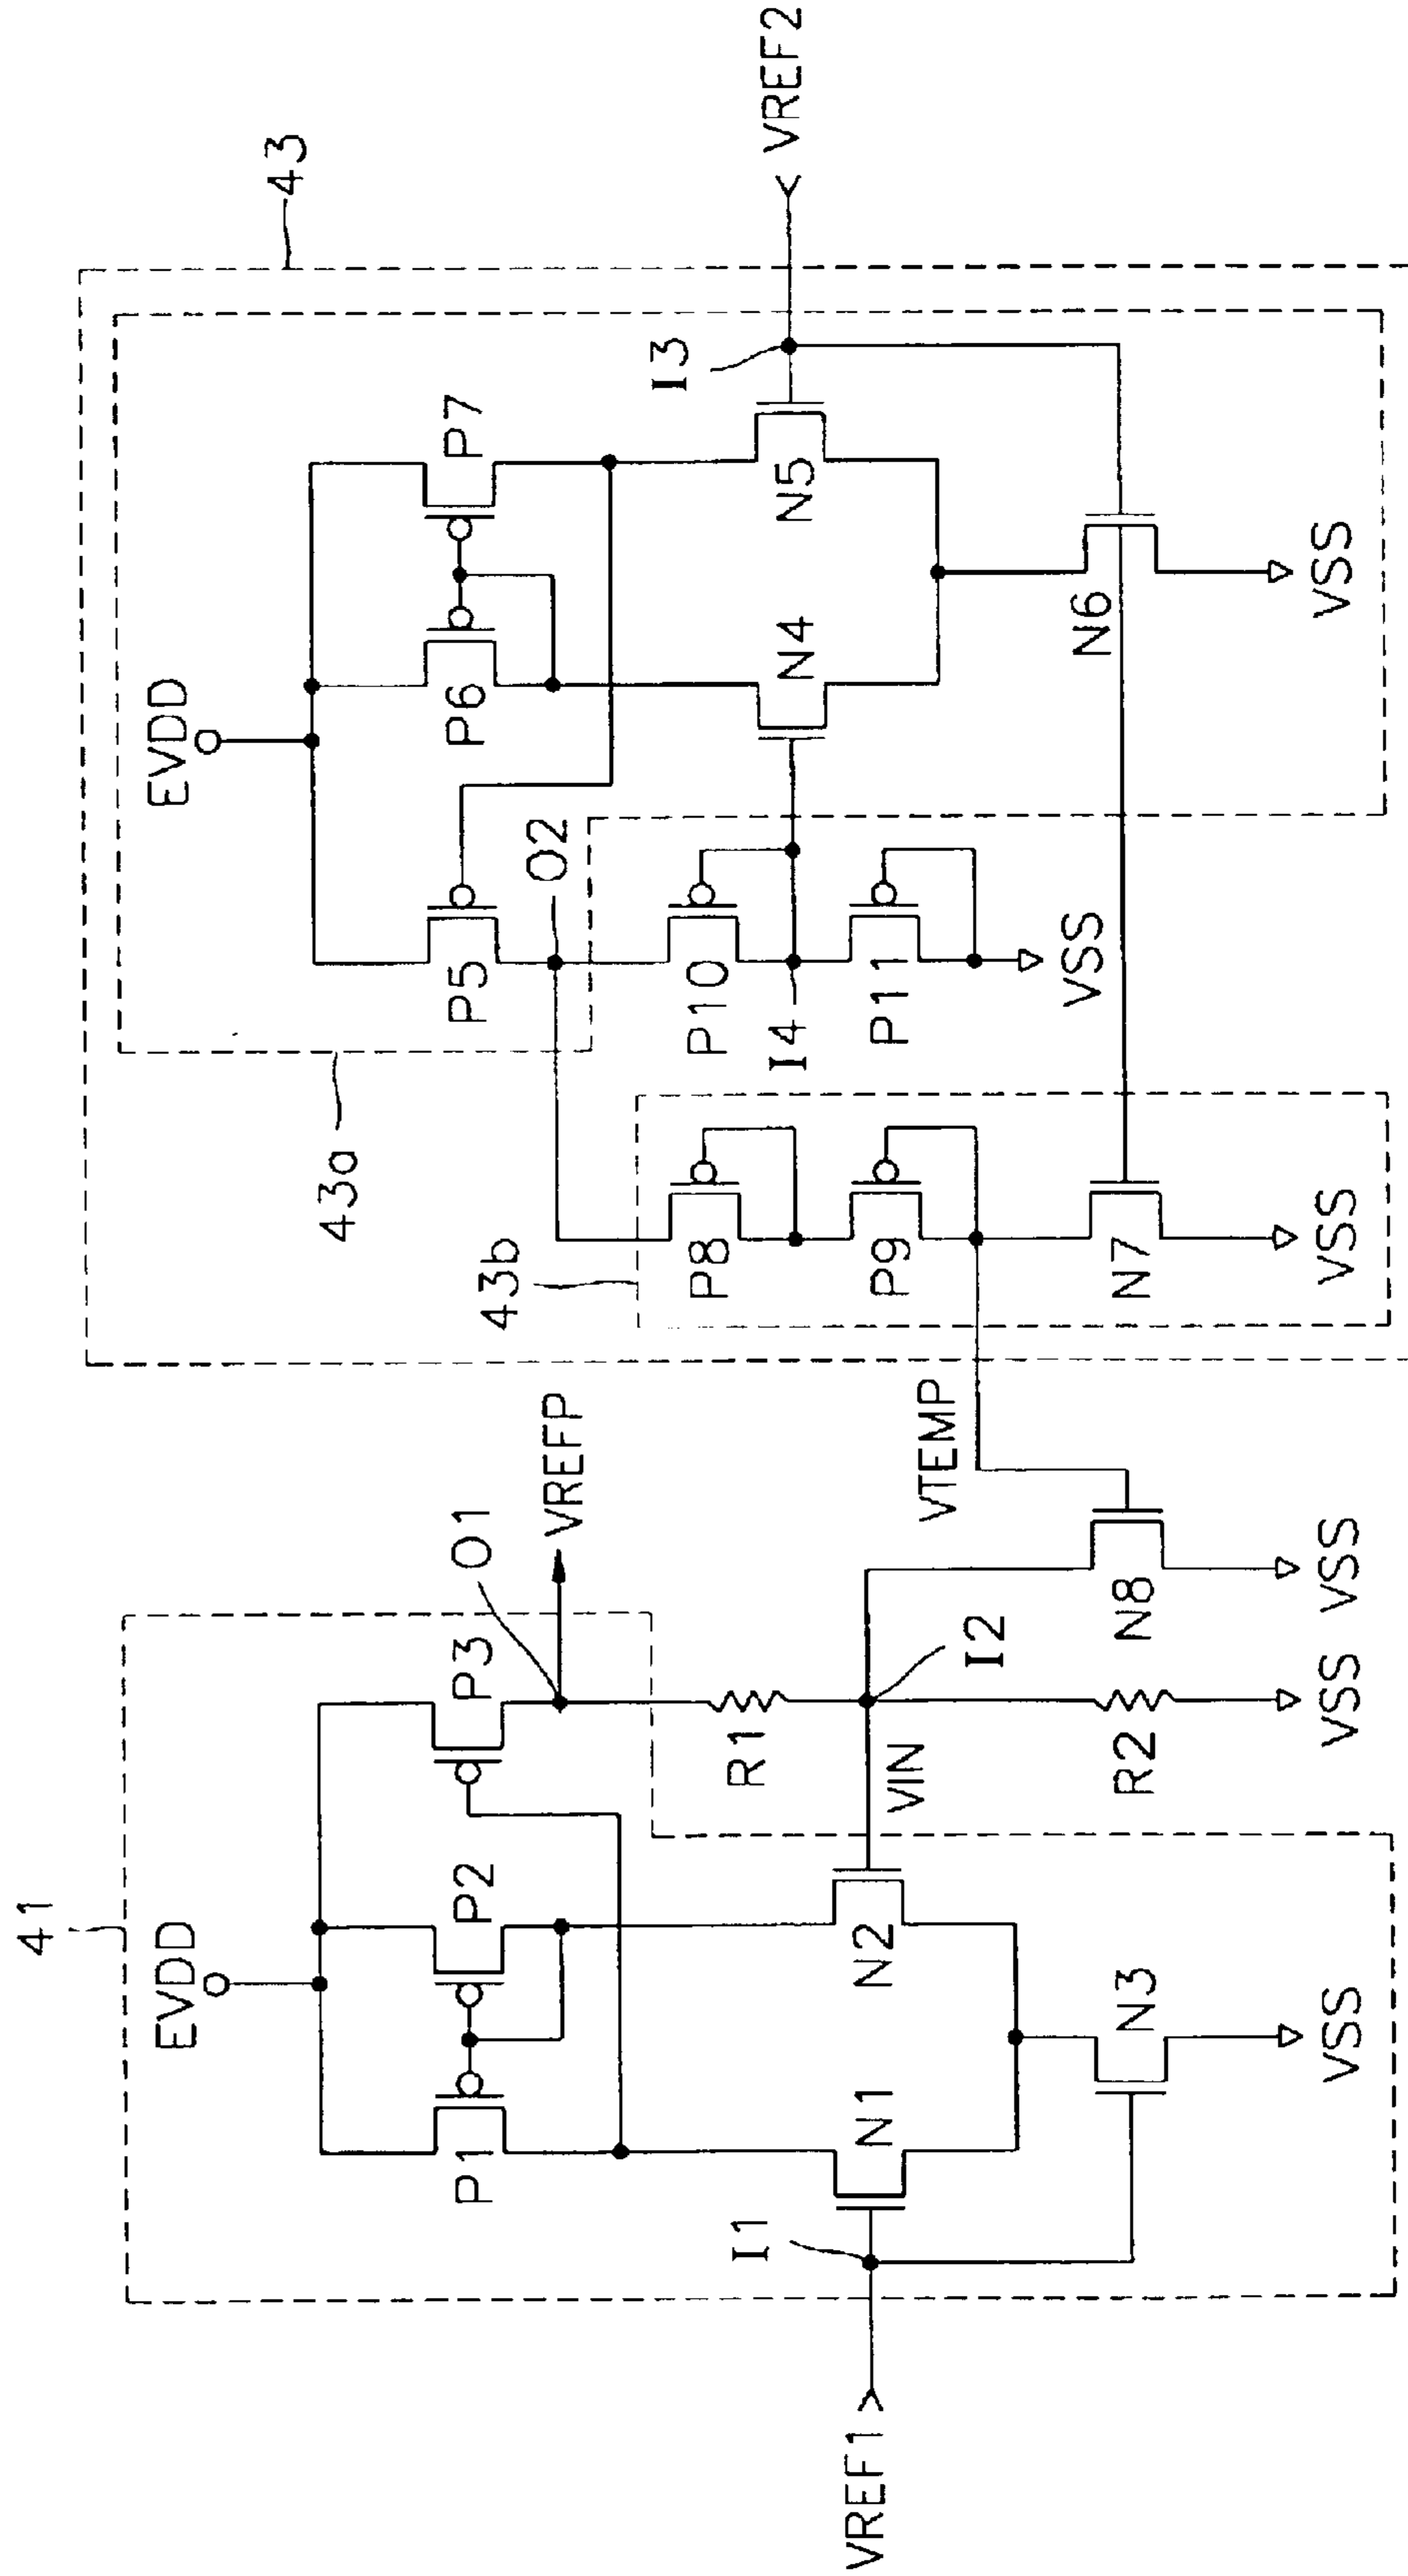 41
EVDD
P1
P2
P3
O1
VREFP
I1
VREF1
N1
N2
VIN
R1
I2
R2
N3
VSS
VSS
N8
VSS
VTEMP
43
43a
43b
EVDD
P5
P6
P7
O2
P8
P9
P10
I4
P11
VSS
N4
N5
I3
VREF2
N7
VSS
N6
VSS